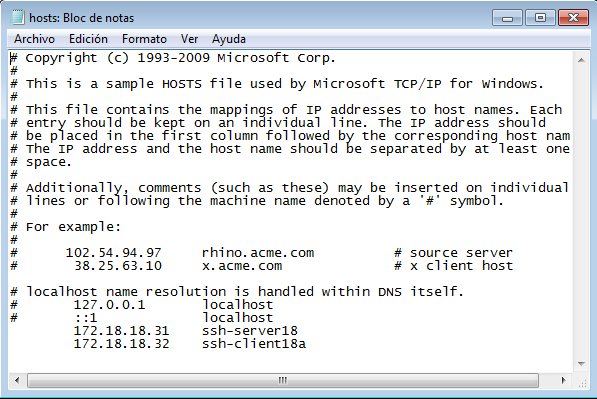 hosts: Bloc de notas
Archivo Edición Formato Ver Ayuda
# Copyright (c) 1993-2009 Microsoft Corp.
#
# This is a sample HOSTS file used by Microsoft TCP/IP for Windows.
#
# This file contains the mappings of IP addresses to host names. Each
# entry should be kept on an individual line. The IP address should
# be placed in the first column followed by the corresponding host nam
# The IP address and the host name should be separated by at least one
# space.
#
# Additionally, comments (such as these) may be inserted on individual
# lines or following the machine name denoted by a '#' symbol.
#
# For example:
#
#      102.54.94.97     rhino.acme.com          # source server
#       38.25.63.10     x.acme.com              # x client host

# localhost name resolution is handled within DNS itself.
#       127.0.0.1       localhost
#       ::1             localhost
        172.18.18.31    ssh-server18
        172.18.18.32    ssh-client18a